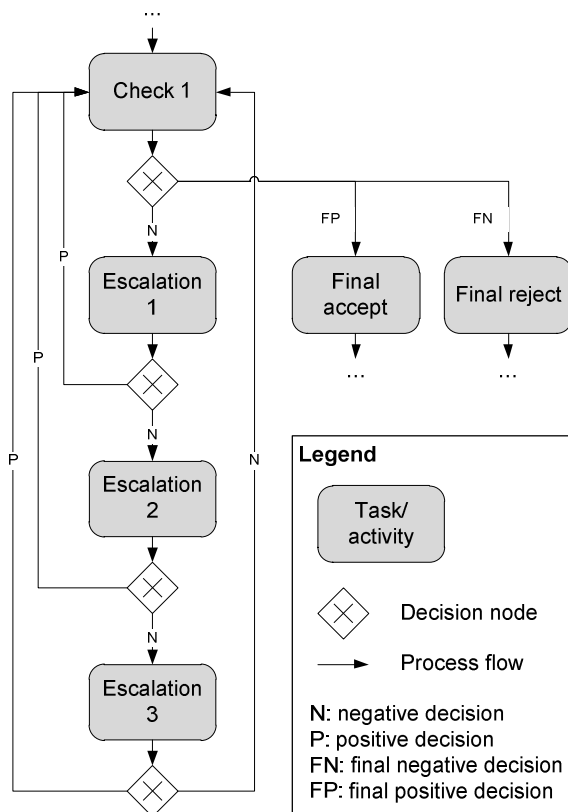 ...
Check 1
N
FP
FN
P
Escalation
1
Final
accept
Final reject
...
...
P
N
P
N
Escalation
2
N
Escalation
3
Legend
Task/
activity
Decision node
Process flow
N: negative decision
P: positive decision
FN: final negative decision
FP: final positive decision